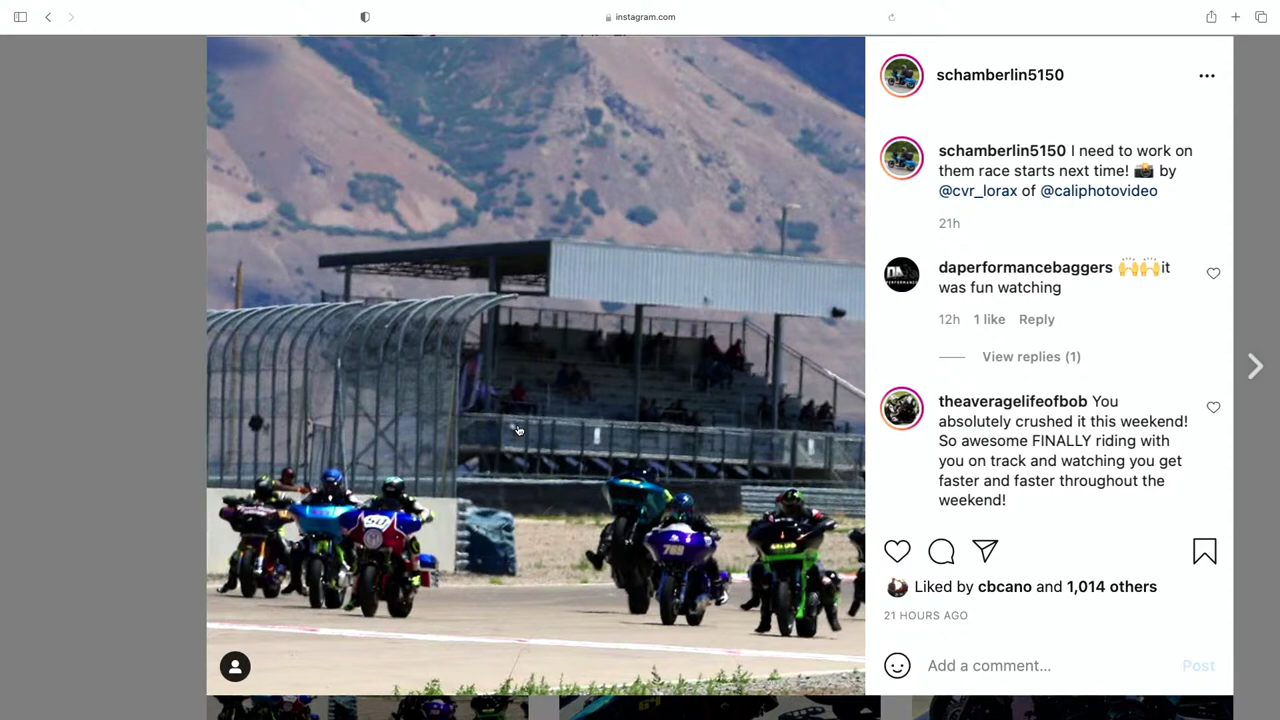 instagram.com
schamberlin5150
schamberlin5150 I need to work on
them race starts next time! 📸 by
@cvr_lorax of @caliphotovideo
21h
daperformancebaggers 🙌🙌it
was fun watching
12h 1 like Reply
View replies (1)
theaveragelifeofbob You
absolutely crushed it this weekend!
So awesome FINALLY riding with
you on track and watching you get
faster and faster throughout the
weekend!
Liked by cbcano and 1,014 others
21 HOURS AGO
Add a comment...
Post
50
769